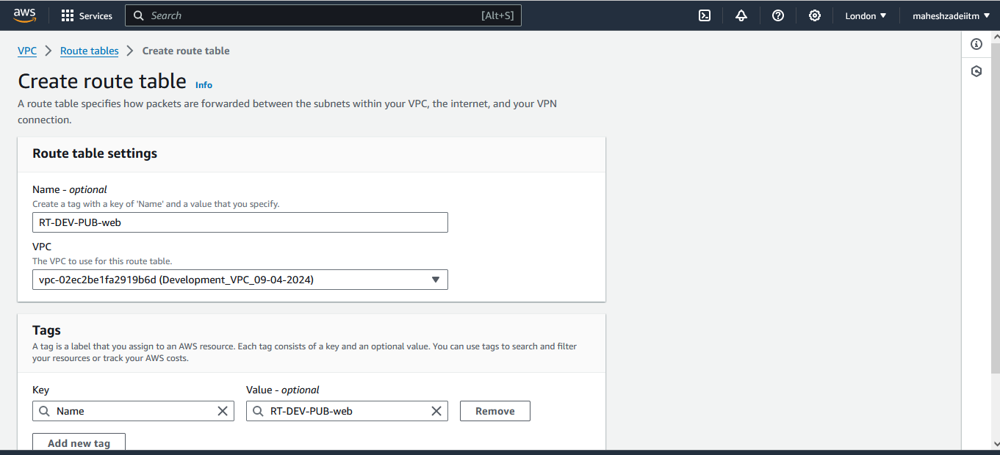 aws
Services
Search
[Alt+S]
London
maheshzadeiitm
VPC
Route tables
Create route table
Create route table Info
A route table specifies how packets are forwarded between the subnets within your VPC, the internet, and your VPN
connection.
Route table settings
Name - optional
Create a tag with a key of 'Name' and a value that you specify.
RT-DEV-PUB-web
VPC
The VPC to use for this route table.
vpc-02ec2be1fa2919b6d (Development_VPC_09-04-2024)
Tags
A tag is a label that you assign to an AWS resource. Each tag consists of a key and an optional value. You can use tags to search and filter
your resources or track your AWS costs.
Key
Value - optional
Name
RT-DEV-PUB-web
Remove
Add new tag